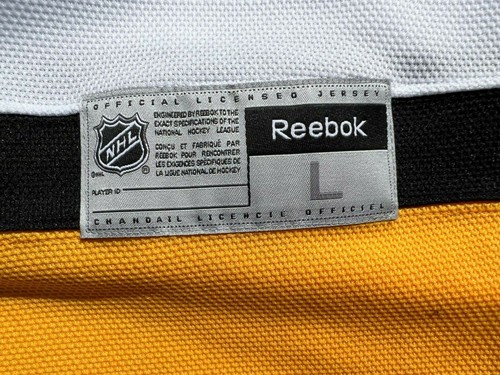 OFFICIAL LICENSED JERSEY
NHL
ENGINEERED BY REEBOK TO THE
EXACT SPECIFICATIONS OF THE
NATIONAL HOCKEY LEAGUE
CONÇU ET FABRIQUÉ PAR
REEBOK POUR RENCONTRER
LES EXIGENCES SPÉCIFIQUES DE
LA LIGUE NATIONALE DE HOCKEY
©NHL
®
PLAYER ID
Reebok
L
CHANDAIL LICENCIÉ OFFICIEL